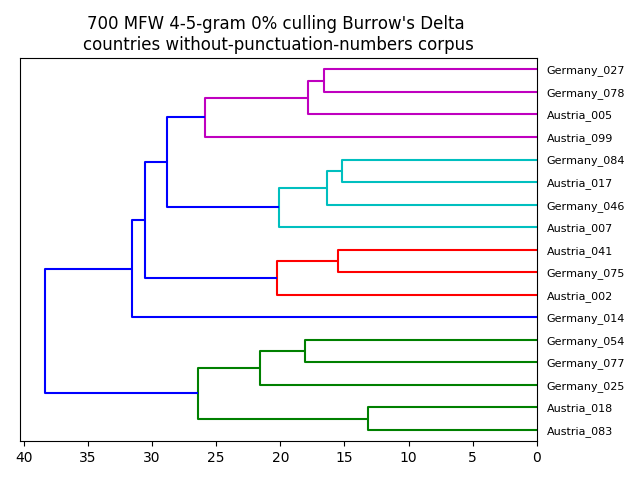 700 MFW 4-5-gram 0% culling Burrow's Delta
countries without-punctuation-numbers corpus
Germany_027
Germany_078
Austria_005
Austria_099
Germany_084
Austria_017
Germany_046
Austria_007
Austria_041
Germany_075
Austria_002
Germany_014
Germany_054
Germany_077
Germany_025
Austria_018
Austria_083
40 35 30 25 20 15 10 5 0